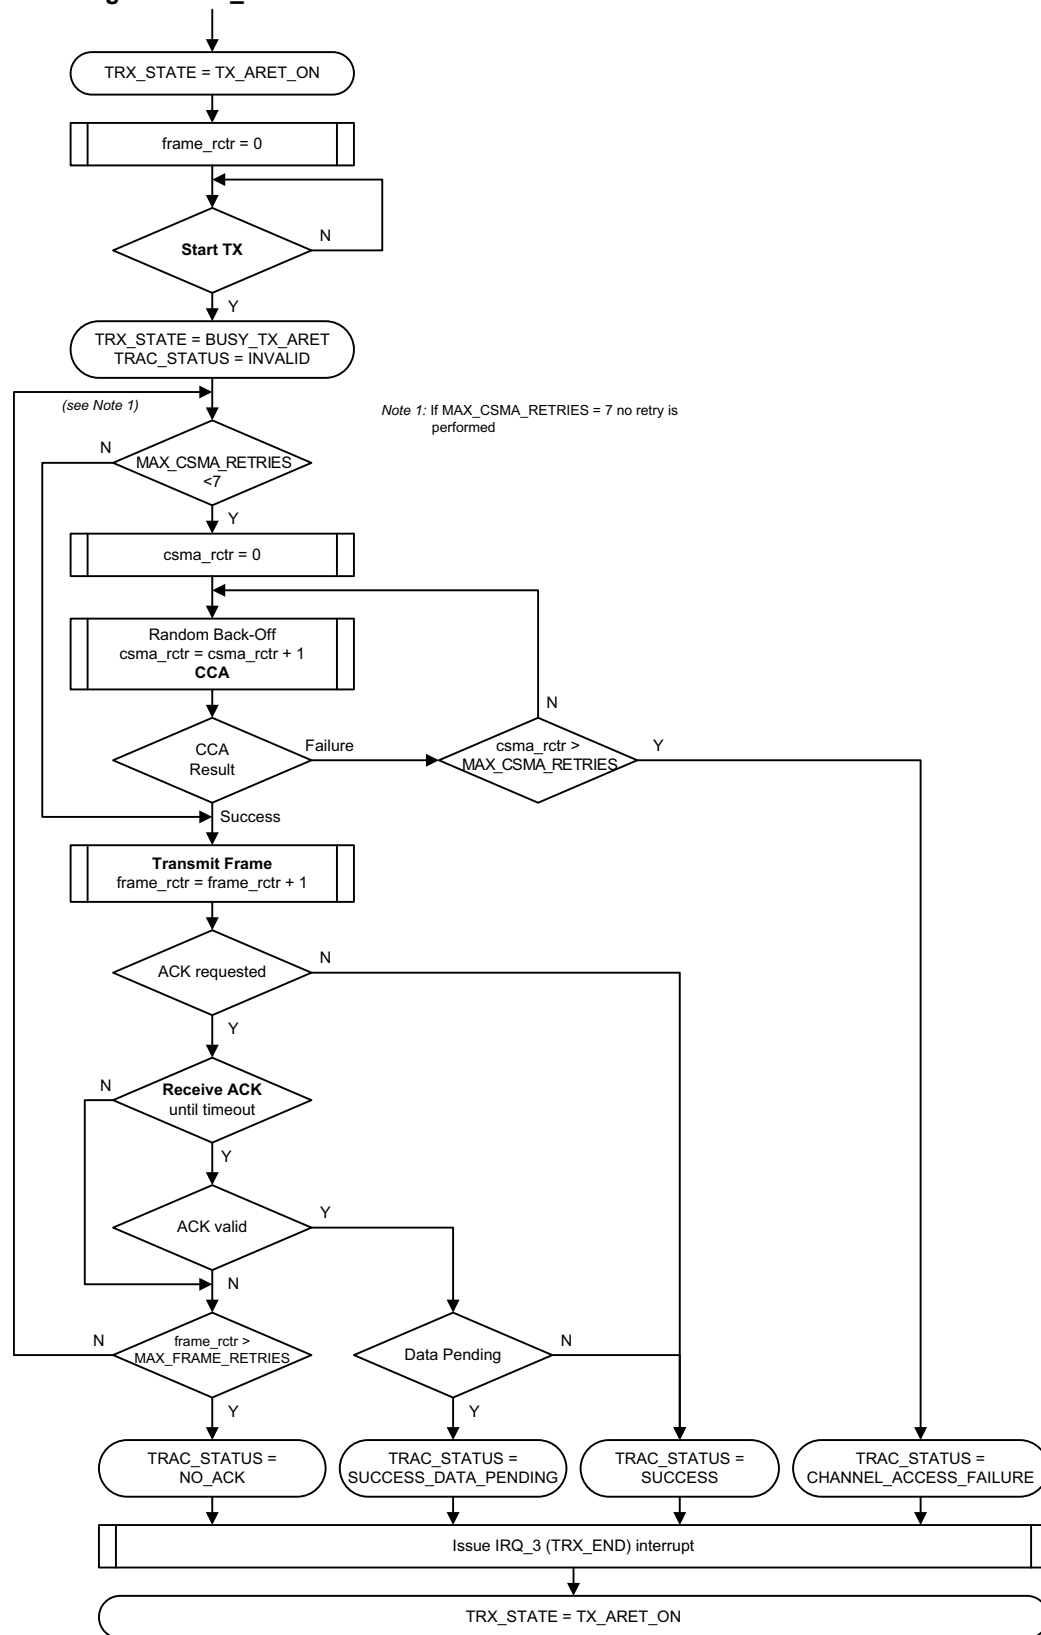 TRX_STATE = TX_ARET_ON
frame_rctr = 0
Start TX
N
Y
TRX_STATE = BUSY_TX_ARET
TRAC_STATUS = INVALID
(see Note 1)
Note 1: If MAX_CSMA_RETRIES = 7 no retry is
performed
N
MAX_CSMA_RETRIES
<7
Y
csma_rctr = 0
Random Back-Off
csma_rctr = csma_rctr + 1
CCA
N
CCA
Result
Failure
csma_rctr >
MAX_CSMA_RETRIES
Y
Success
Transmit Frame
frame_rctr = frame_rctr + 1
ACK requested
N
Y
N
Receive ACK
until timeout
Y
ACK valid
Y
N
N
frame_rctr >
MAX_FRAME_RETRIES
Data Pending
N
Y
Y
TRAC_STATUS =
NO_ACK
TRAC_STATUS =
SUCCESS_DATA_PENDING
TRAC_STATUS =
SUCCESS
TRAC_STATUS =
CHANNEL_ACCESS_FAILURE
Issue IRQ_3 (TRX_END) interrupt
TRX_STATE = TX_ARET_ON